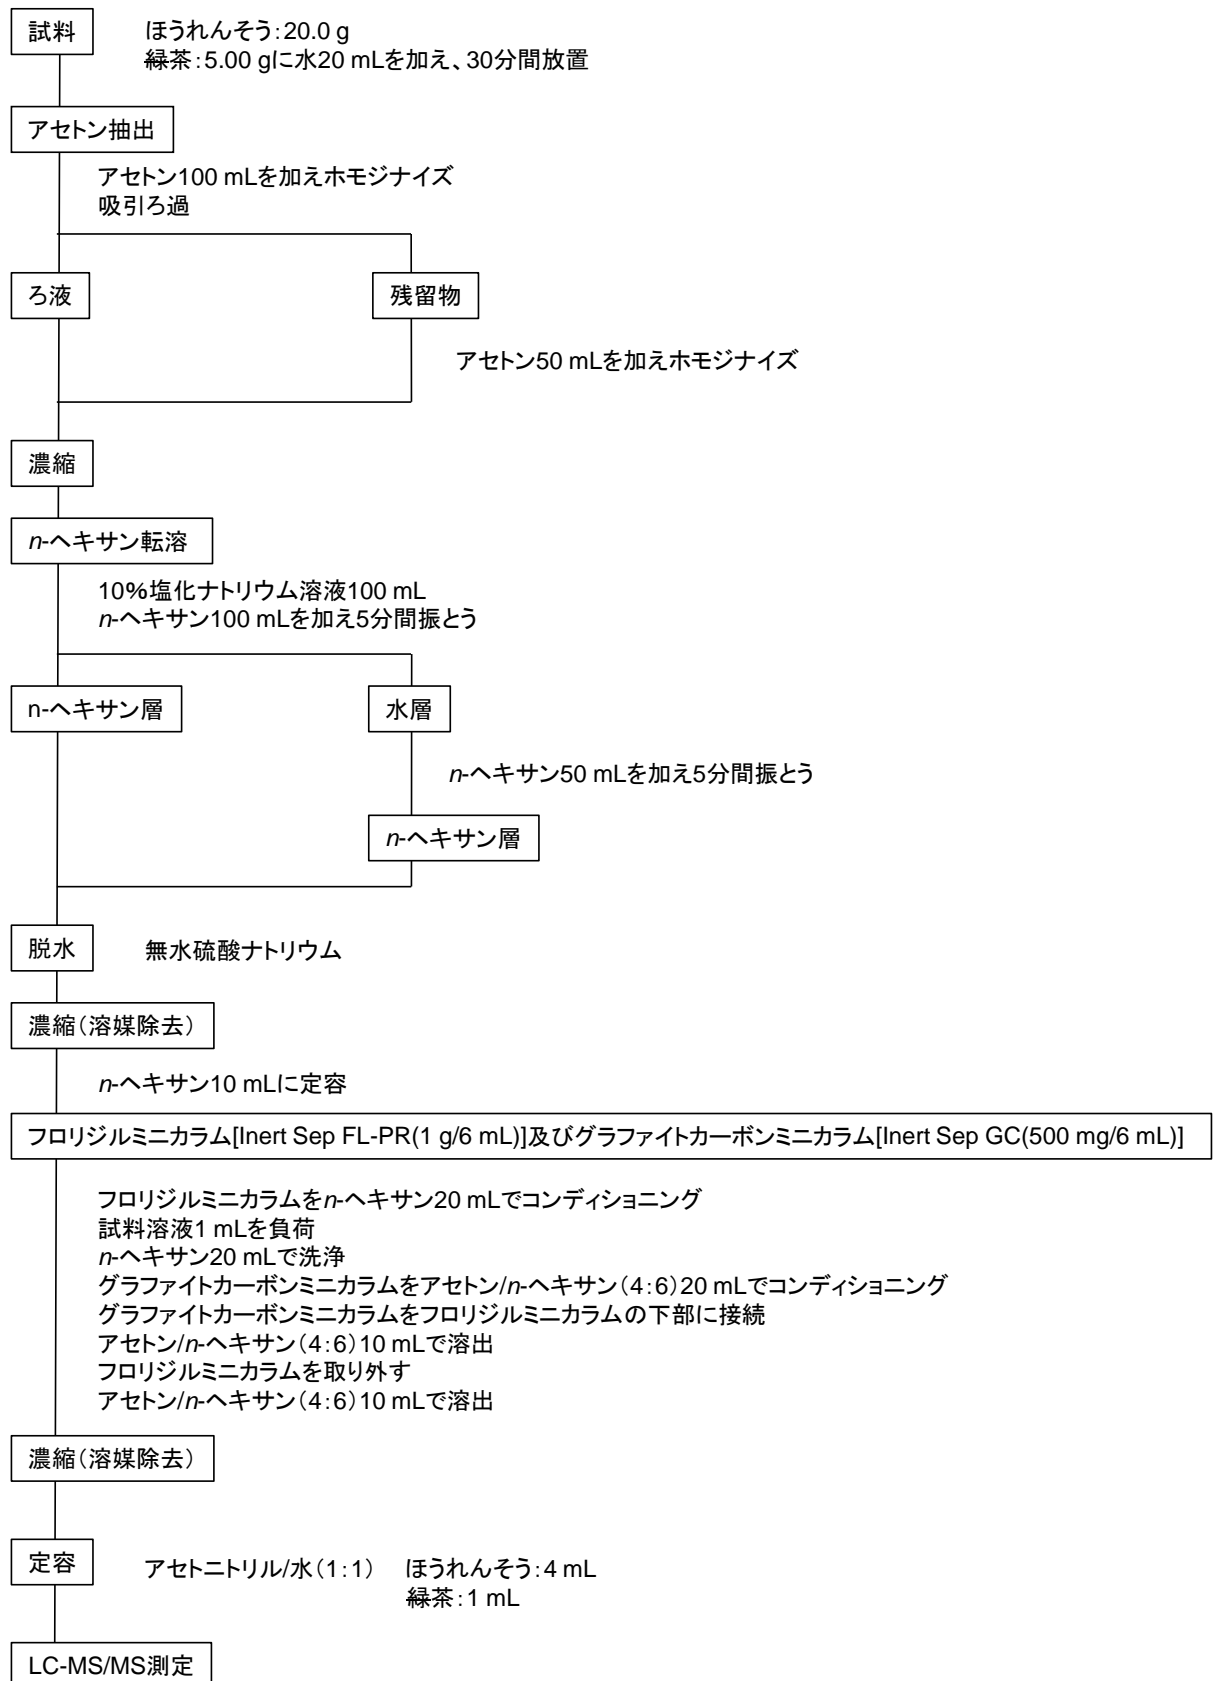 試料
ほうれんそう:20.0 g
緑茶:5.00 gに水20 mLを加え、30分間放置
アセトン抽出
アセトン100 mLを加えホモジナイズ
吸引ろ過
ろ液
残留物
アセトン50 mLを加えホモジナイズ
濃縮
n-ヘキサン転溶
10%塩化ナトリウム溶液100 mL
n-ヘキサン100 mLを加え5分間振とう
n-ヘキサン層
水層
n-ヘキサン50 mLを加え5分間振とう
n-ヘキサン層
脱水
無水硫酸ナトリウム
濃縮(溶媒除去)
n-ヘキサン10 mLに定容
フロリジルミニカラム[Inert Sep FL-PR(1 g/6 mL)]及びグラファイトカーボンミニカラム[Inert Sep GC(500 mg/6 mL)]
フロリジルミニカラムをn-ヘキサン20 mLでコンディショニング
試料溶液1 mLを負荷
n-ヘキサン20 mLで洗浄
グラファイトカーボンミニカラムをアセトン/n-ヘキサン(4:6)20 mLでコンディショニング
グラファイトカーボンミニカラムをフロリジルミニカラムの下部に接続
アセトン/n-ヘキサン(4:6)10 mLで溶出
フロリジルミニカラムを取り外す
アセトン/n-ヘキサン(4:6)10 mLで溶出
濃縮(溶媒除去)
定容
アセトニトリル/水(1:1) ほうれんそう:4 mL
緑茶:1 mL
LC-MS/MS測定